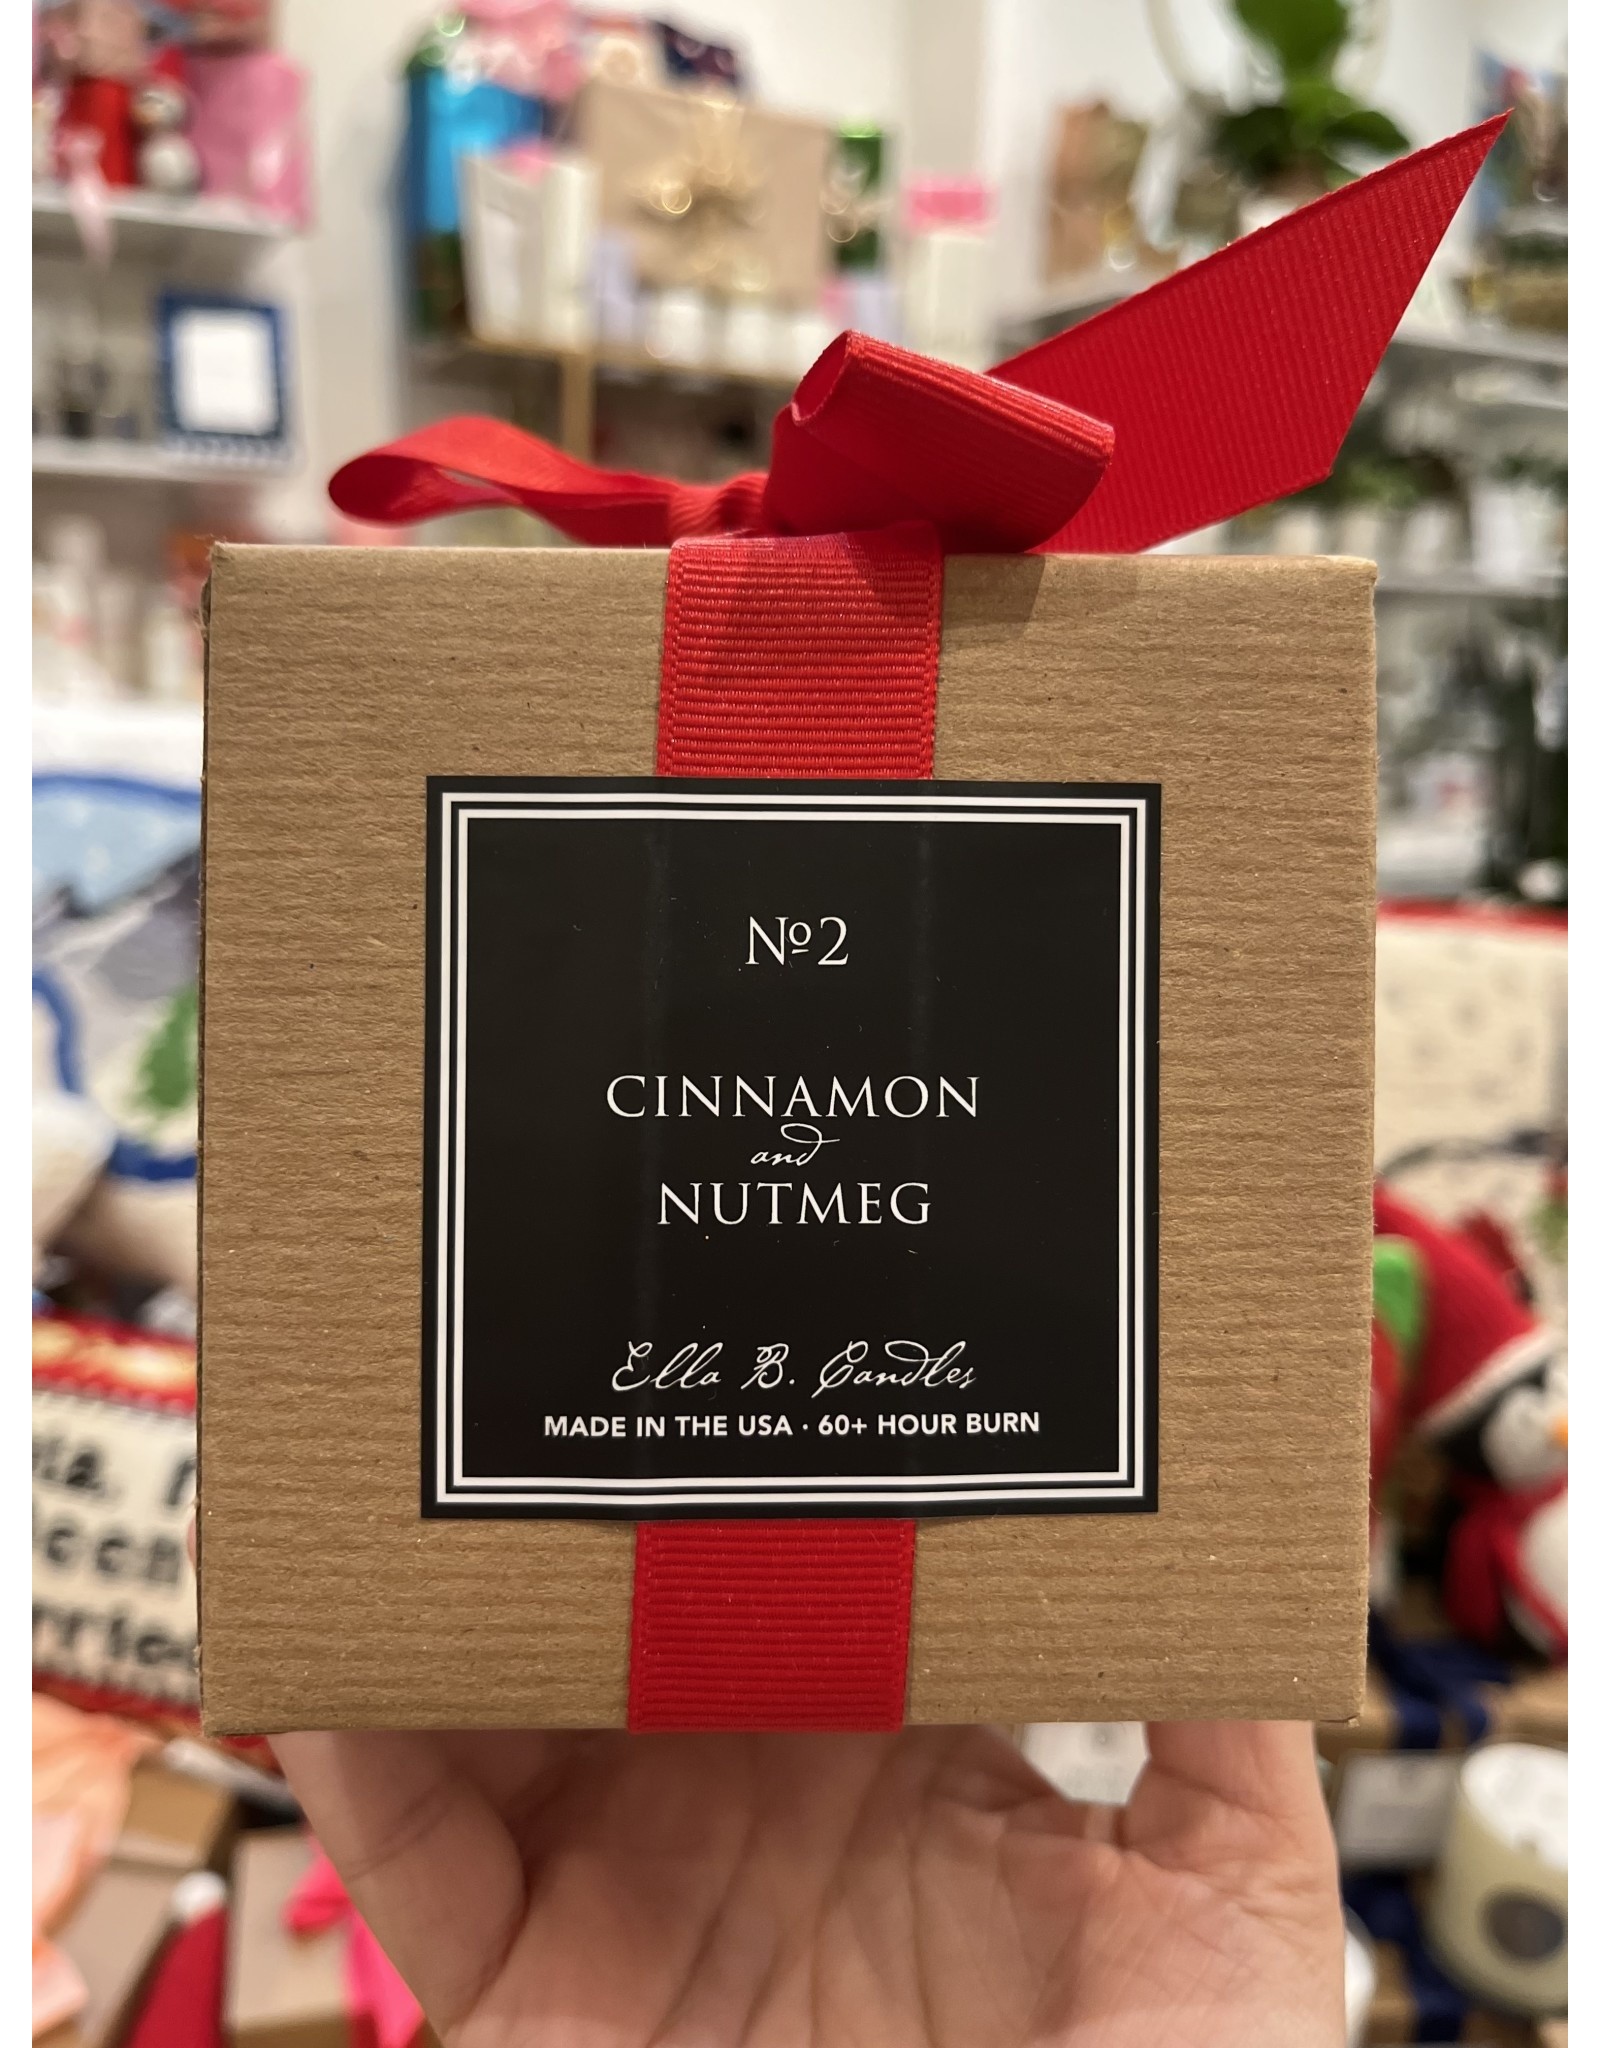 №2
CINNAMON
and
NUTMEG
Ella B. Candles
MADE IN THE USA · 60+ HOUR BURN